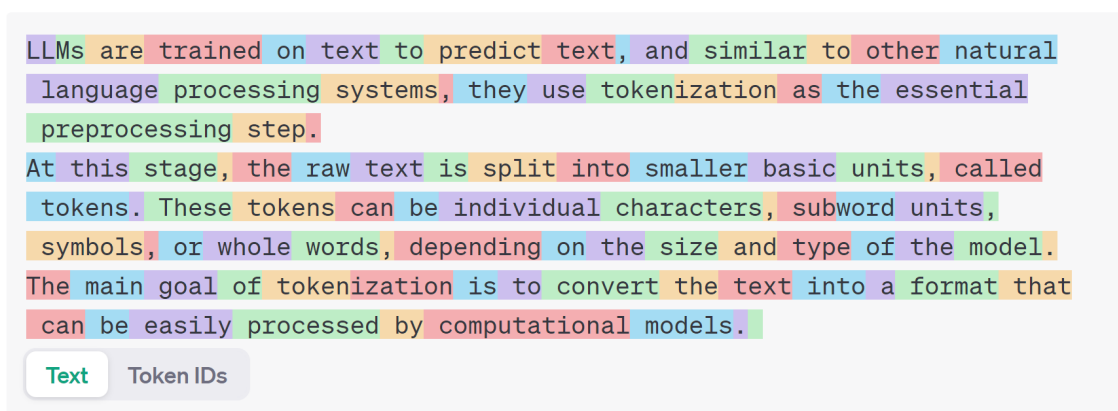 LLMs are trained on text to predict text, and similar to other natural
language processing systems, they use tokenization as the essential
preprocessing step.
At this stage, the raw text is split into smaller basic units, called
tokens. These tokens can be individual characters, subword units,
symbols, or whole words, depending on the size and type of the model.
The main goal of tokenization is to convert the text into a format that
can be easily processed by computational models.
Text Token IDs